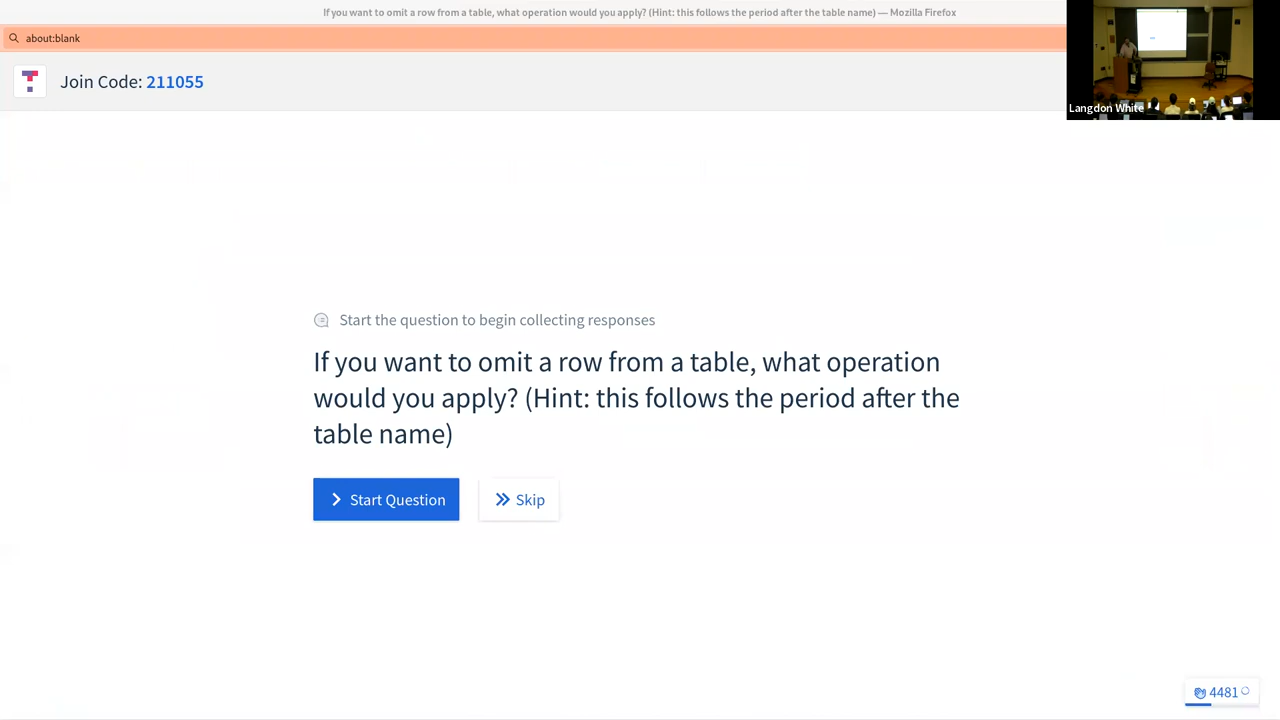 If you want to omit a row from a table, what operation would you apply? (Hint: this follows the period after the table name) — Mozilla Firefox
about:blank
Join Code: 211055
Langdon White
Start the question to begin collecting responses
If you want to omit a row from a table, what operation
would you apply? (Hint: this follows the period after the
table name)
Start Question
Skip
4481